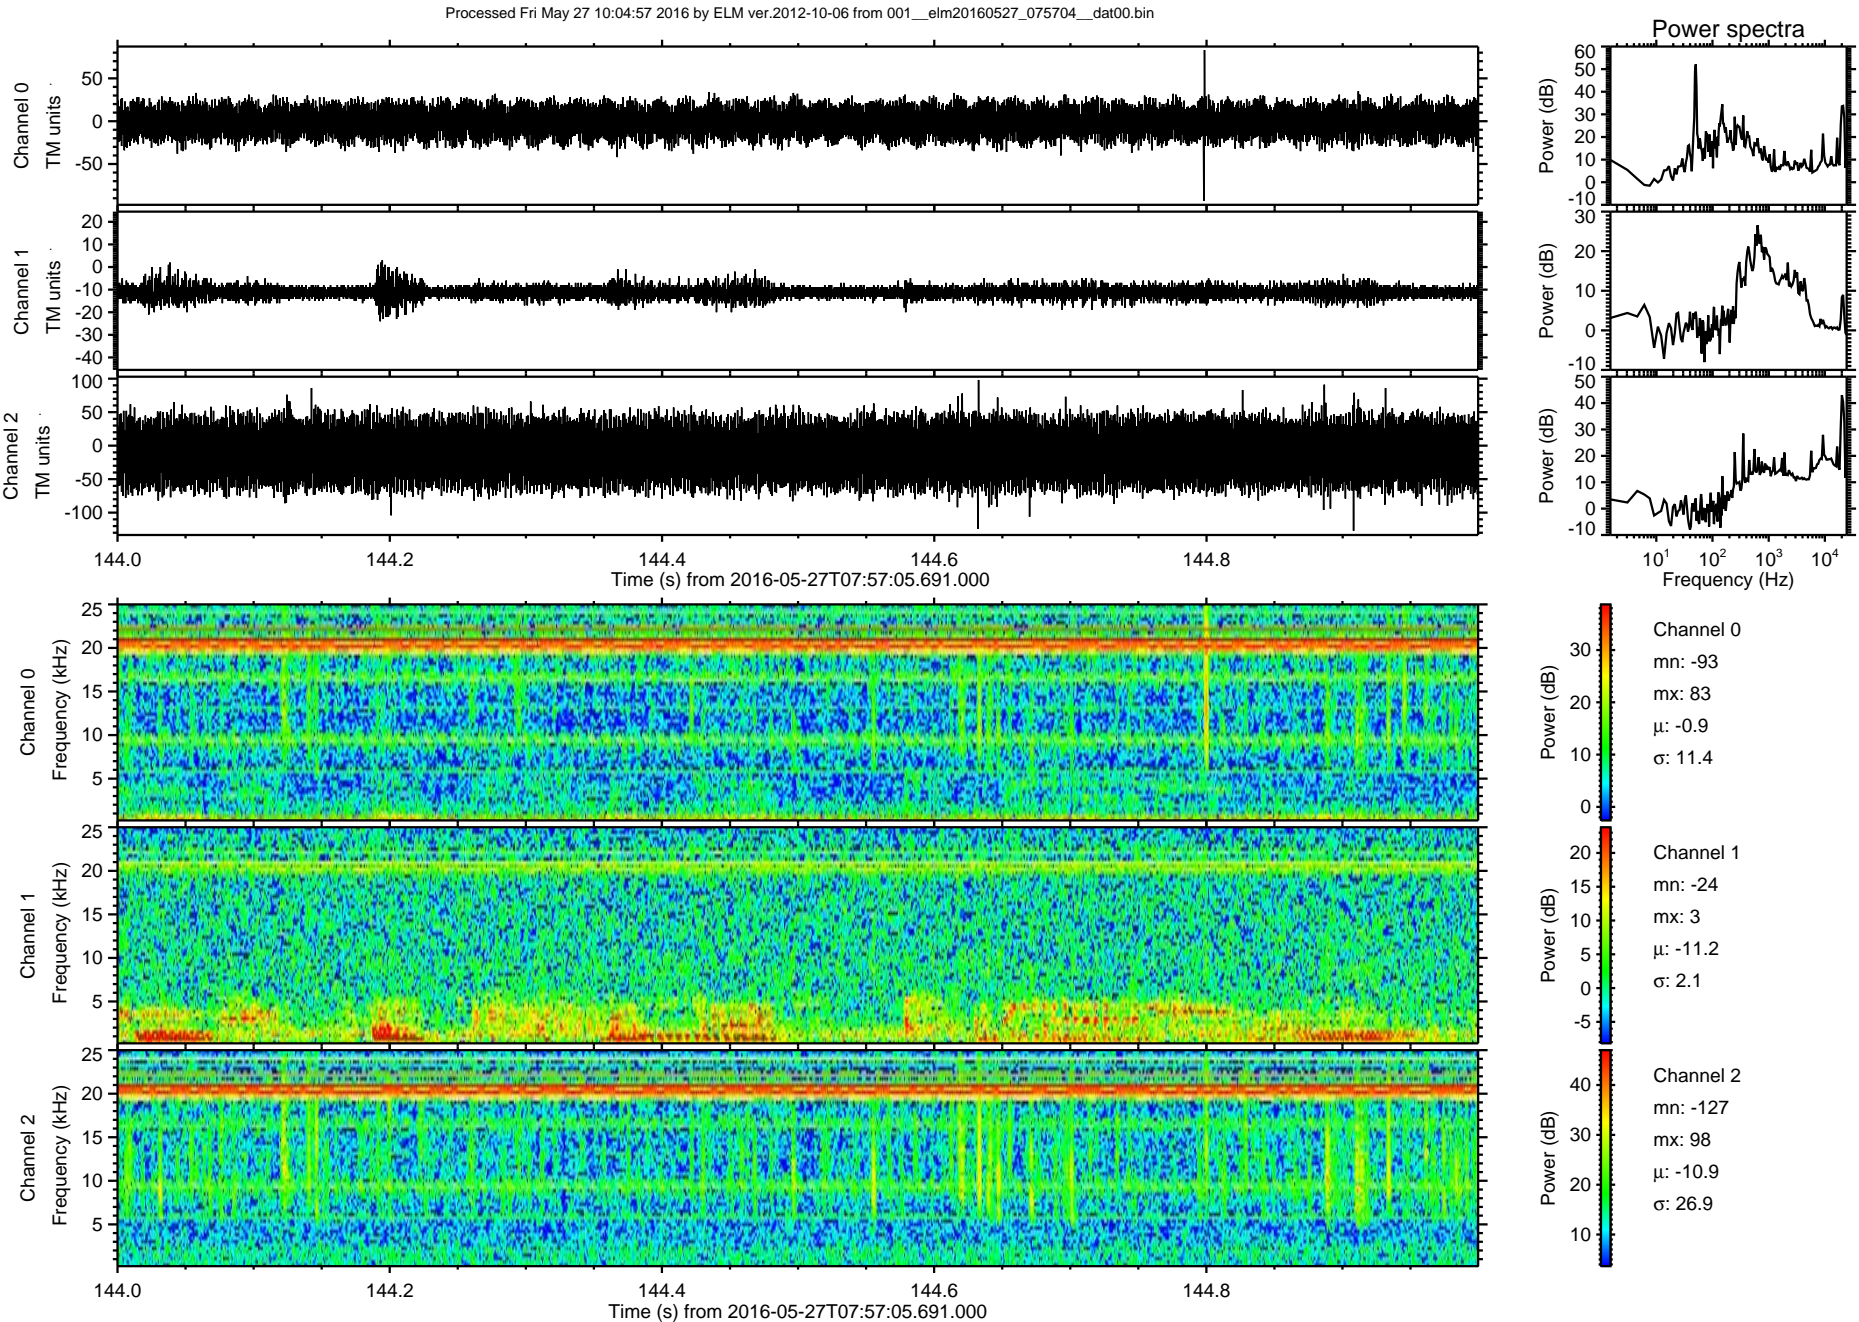 Processed Fri May 27 10:04:57 2016 by ELM ver.2012-10-06 from 001__elm20160527_075704__dat00.bin
Power spectra
Channel 0
TM units
50
0
-50
Power (dB)
60
50
40
30
20
10
0
-10
Channel 1
TM units
20
10
0
-10
-20
-30
-40
Power (dB)
30
20
10
0
-10
Channel 2
TM units
100
50
0
-50
-100
Power (dB)
50
40
30
20
10
0
-10
144.0 144.2 144.4 144.6 144.8
Time (s) from 2016-05-27T07:57:05.691.000
10^1 10^2 10^3 10^4
Frequency (Hz)
Channel 0
Frequency (kHz)
25
20
15
10
5
Power (dB)
30
20
10
0
Channel 0
mn: -93
mx: 83
μ: -0.9
σ: 11.4
Channel 1
Frequency (kHz)
25
20
15
10
5
Power (dB)
20
15
10
5
0
-5
Channel 1
mn: -24
mx: 3
μ: -11.2
σ: 2.1
Channel 2
Frequency (kHz)
25
20
15
10
5
Power (dB)
40
30
20
10
Channel 2
mn: -127
mx: 98
μ: -10.9
σ: 26.9
144.0 144.2 144.4 144.6 144.8
Time (s) from 2016-05-27T07:57:05.691.000